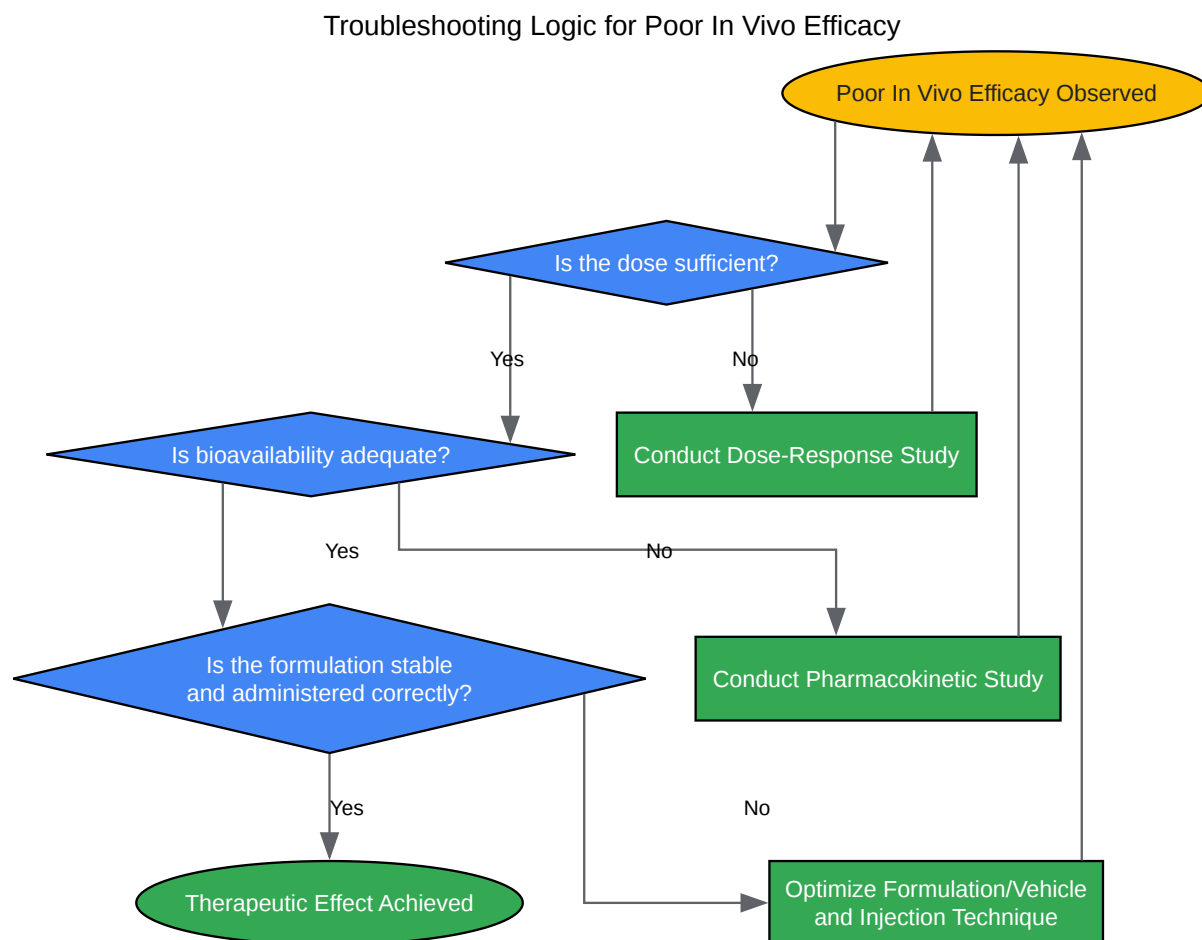 Troubleshooting Logic for Poor In Vivo Efficacy
Poor In Vivo Efficacy Observed
Is the dose sufficient?
Yes
No
Is bioavailability adequate?
Conduct Dose-Response Study
Yes
No
Is the formulation stable
and administered correctly?
Conduct Pharmacokinetic Study
Yes
No
Therapeutic Effect Achieved
Optimize Formulation/Vehicle
and Injection Technique